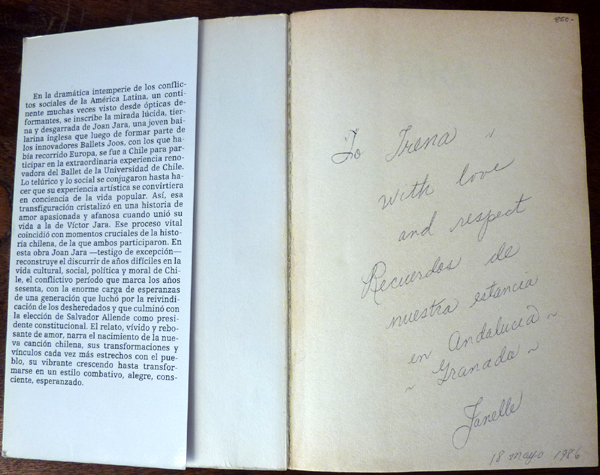 En la dramática intemperie de los conflic-
tos sociales de la América Latina, un conti-
nente muchas veces visto desde ópticas de-
formantes, se inscribe la mirada lúcida, tier-
na y desgarrada de Joan Jara, una joven bai-
larina inglesa que luego de formar parte de
los innovadores Ballets Joos, con los que ha-
bía recorrido Europa, se fue a Chile para par-
ticipar en la extraordinaria experiencia reno-
vadora del Ballet de la Universidad de Chile.
Lo telúrico y lo social se conjugaron hasta ha-
cer que su experiencia artística se convirtiera
en conciencia de la vida popular. Así, esa
transfiguración cristalizó en una historia de
amor apasionada y afanosa cuando unió su
vida a la de Víctor Jara. Ese proceso vital
coincidió con momentos cruciales de la histo-
ria chilena, de la que ambos participaron. En
esta obra Joan Jara —testigo de excepción—
reconstruye el discurrir de años difíciles en la
vida cultural, social, política y moral de Chi-
le, el conflictivo período que marca los años
sesenta, con la enorme carga de esperanzas
de una generación que luchó por la reivindi-
cación de los desheredados y que culminó con
la elección de Salvador Allende como presi-
dente constitucional. El relato, vívido y rebo-
sante de amor, narra el nacimiento de la nue-
va canción chilena, sus transformaciones y
vínculos cada vez más estrechos con el pue-
blo, su vibrante crescendo hasta transfor-
marse en un estilo combativo, alegre, cons-
ciente, esperanzado.
To Irena
with love
and respect
Recuerdos de
nuestra estancia
en Andalucía ~
~ Granada ~
Janelle
18 mayo 1986